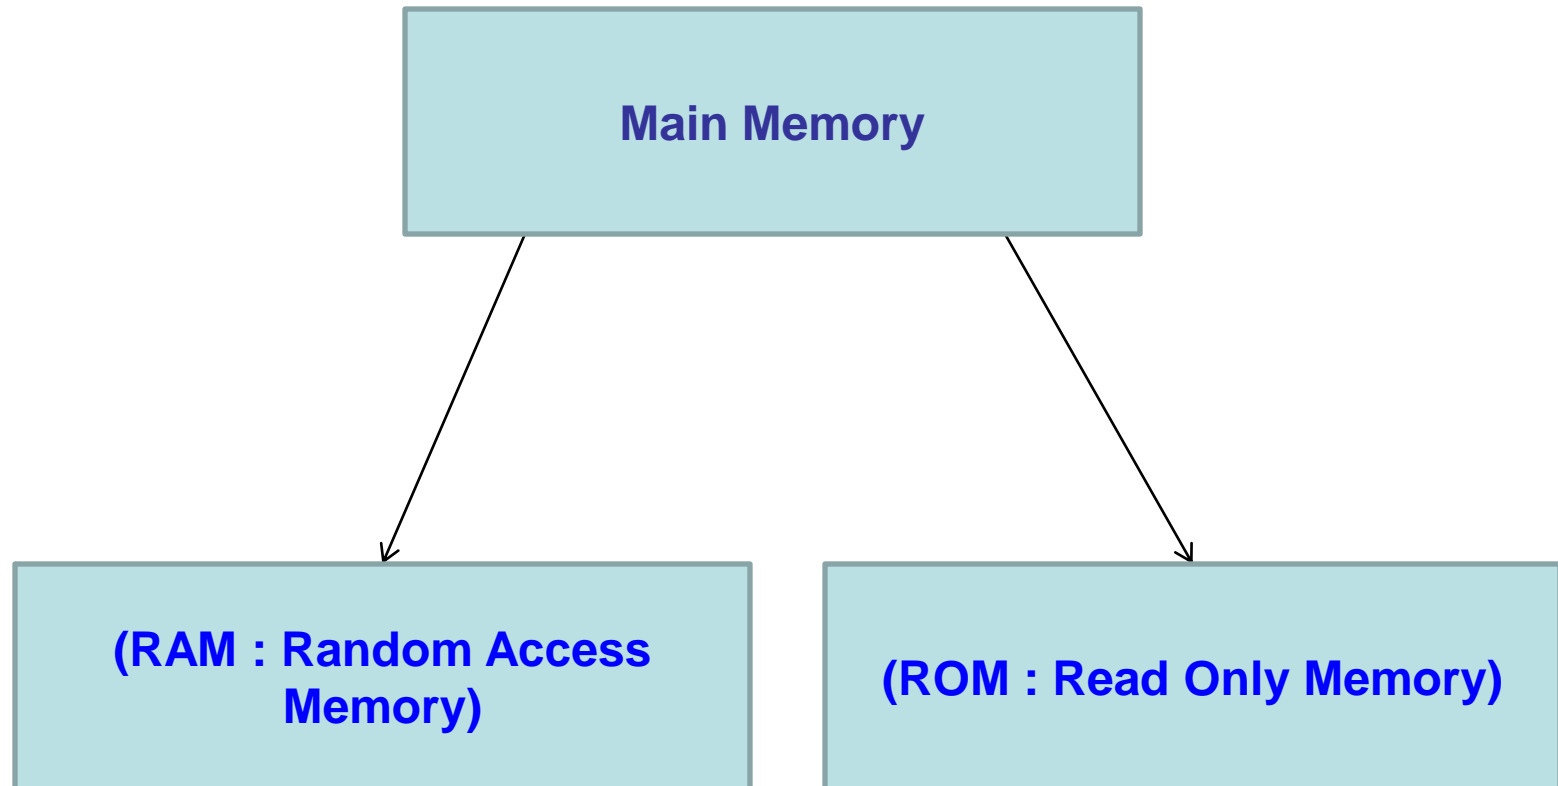 Main Memory
(RAM : Random Access
Memory)
(ROM : Read Only Memory)